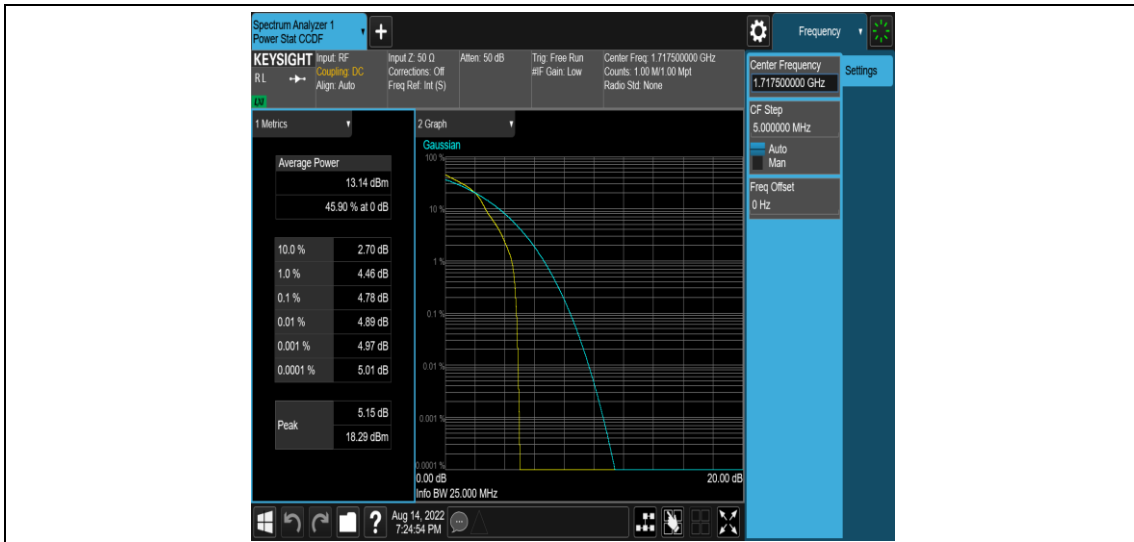 Spectrum Analyzer 1
Power Stat CCDF
+
Frequency
KEYSIGHT
RL
LXI
Input: RF
Coupling: DC
Align: Auto
Input Z: 50 Ω
Corrections: Off
Freq Ref: Int (S)
Atten: 50 dB
Trig: Free Run
#IF Gain: Low
Center Freq: 1.717500000 GHz
Counts: 1.00 M/1.00 Mpt
Radio Std: None
Center Frequency
1.717500000 GHz
Settings
CF Step
5.000000 MHz
Auto
Man
Freq Offset
0 Hz
1 Metrics
Average Power
13.14 dBm
45.90 % at 0 dB
10.0 % 2.70 dB
1.0 % 4.46 dB
0.1 % 4.78 dB
0.01 % 4.89 dB
0.001 % 4.97 dB
0.0001 % 5.01 dB
Peak
5.15 dB
18.29 dBm
2 Graph
Gaussian
100 %
10 %
1 %
0.1 %
0.01 %
0.001 %
0.0001 %
0.00 dB 20.00 dB
Info BW 25.000 MHz
?
Aug 14, 2022
7:24:54 PM